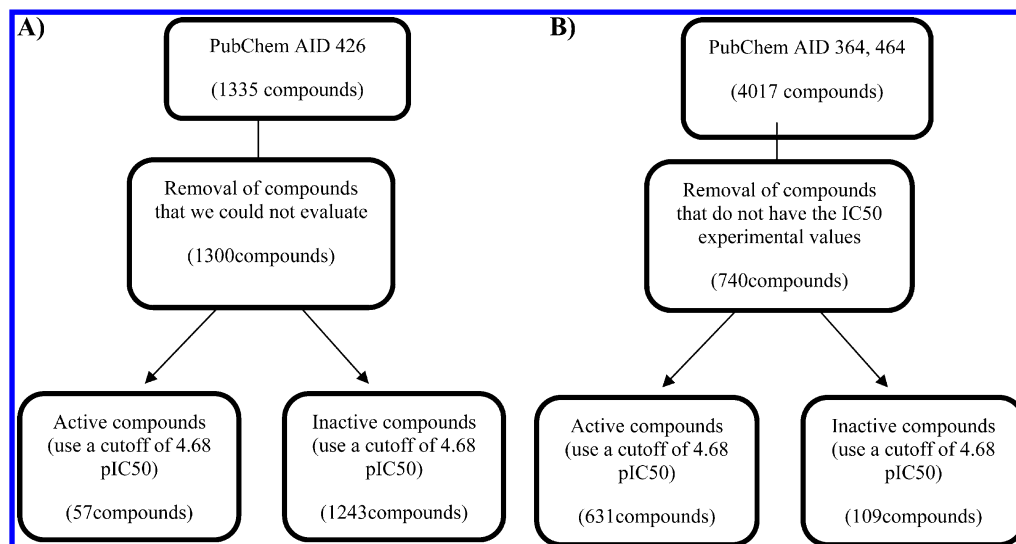 A)
PubChem AID 426
(1335 compounds)
Removal of compounds
that we could not evaluate
(1300compounds)
Active compounds
(use a cutoff of 4.68
pIC50)
(57compounds)
Inactive compounds
(use a cutoff of 4.68
pIC50)
(1243compounds)
B)
PubChem AID 364, 464
(4017 compounds)
Removal of compounds
that do not have the IC50
experimental values
(740compounds)
Active compounds
(use a cutoff of 4.68
pIC50)
(631compounds)
Inactive compounds
(use a cutoff of 4.68
pIC50)
(109compounds)